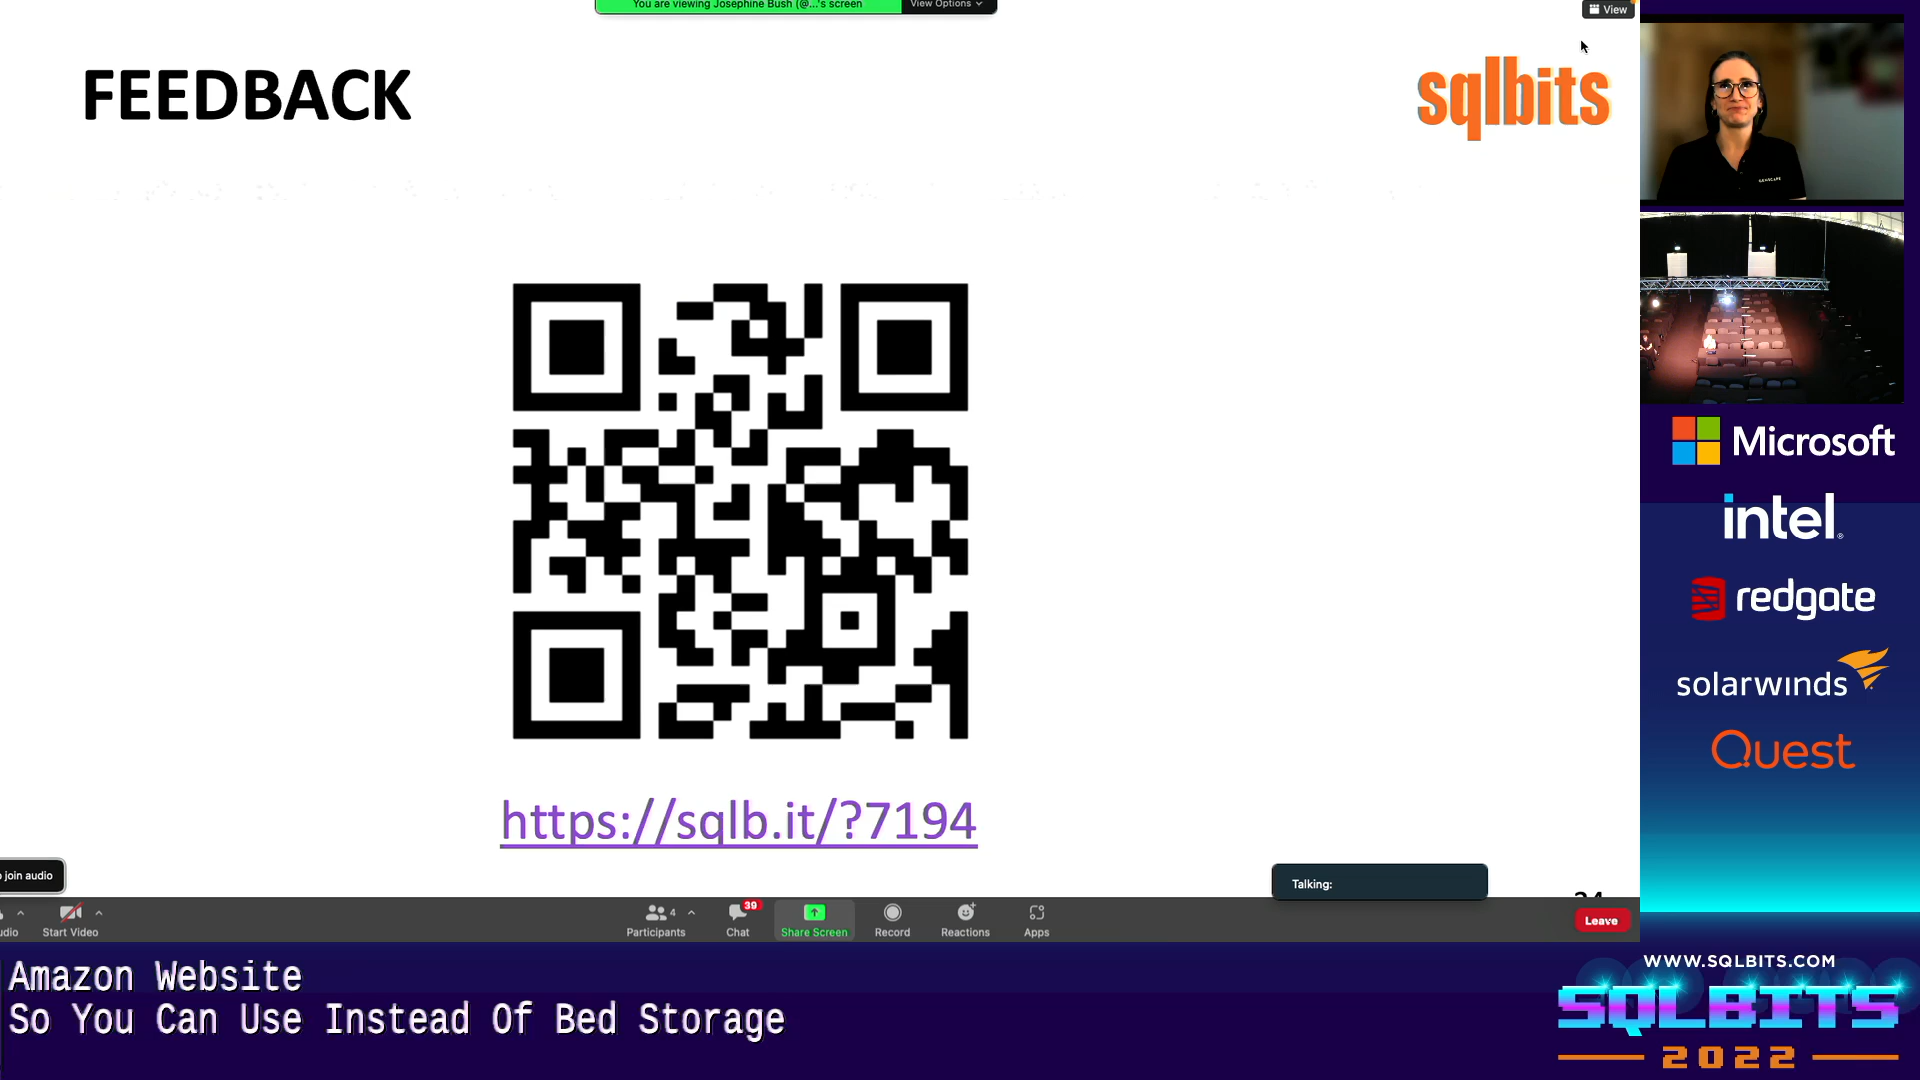 You are viewing Josephine Bush (@...'s screen
View Options
View
FEEDBACK
sqlbits
https://sqlb.it/?7194
join audio
Talking:
Start Video
4
Participants
39
Chat
Share Screen
Record
Reactions
Apps
Leave
Microsoft
intel
redgate
solarwinds
Quest
Amazon Website
So You Can Use Instead Of Bed Storage
WWW.SQLBITS.COM
SQLBITS
2022